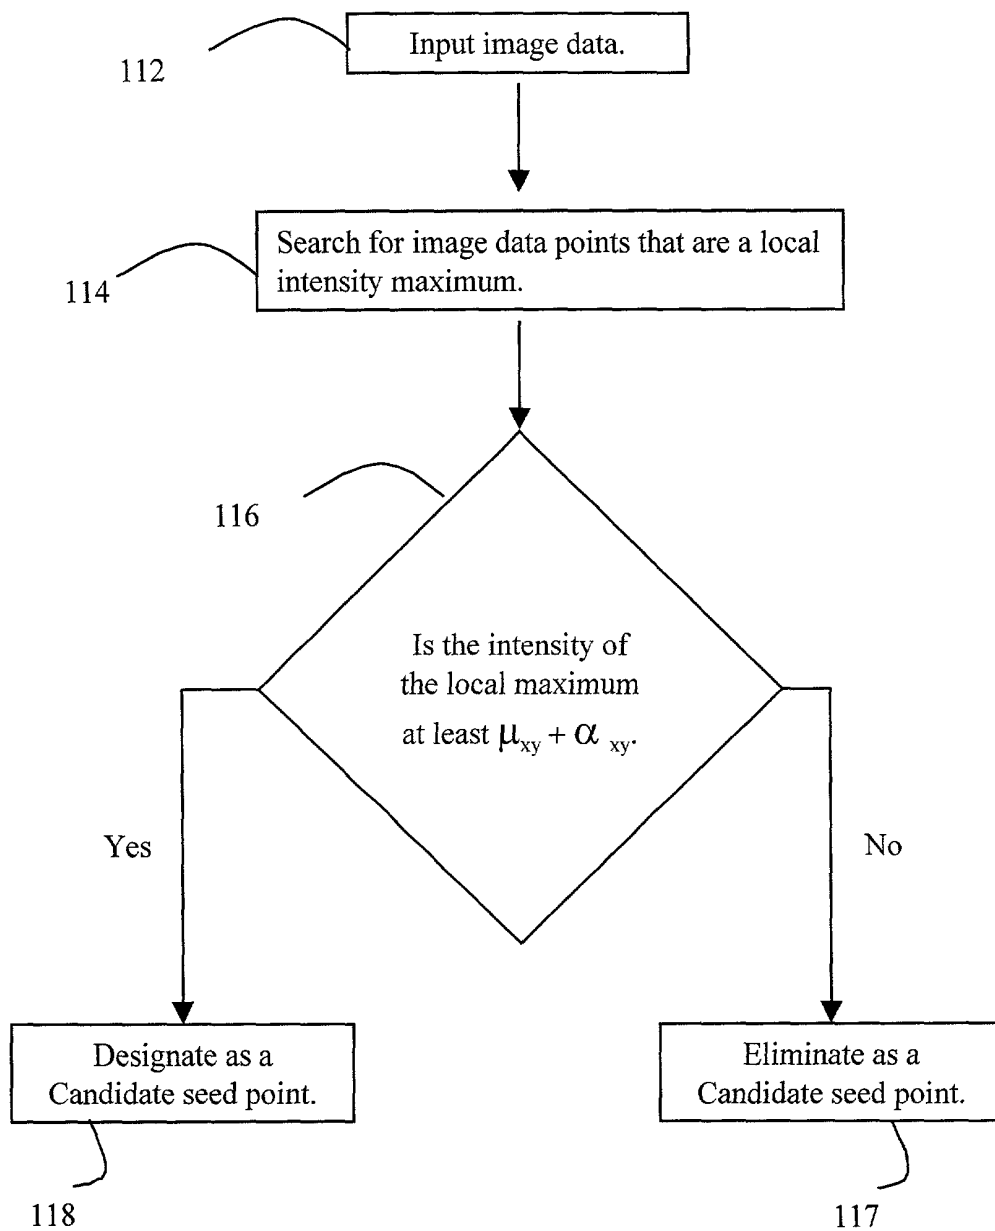 Input image data.
112
Search for image data points that are a local
intensity maximum.
114
116
Is the intensity of
the local maximum
at least μxy + α xy.
Yes
No
Designate as a
Candidate seed point.
Eliminate as a
Candidate seed point.
118
117